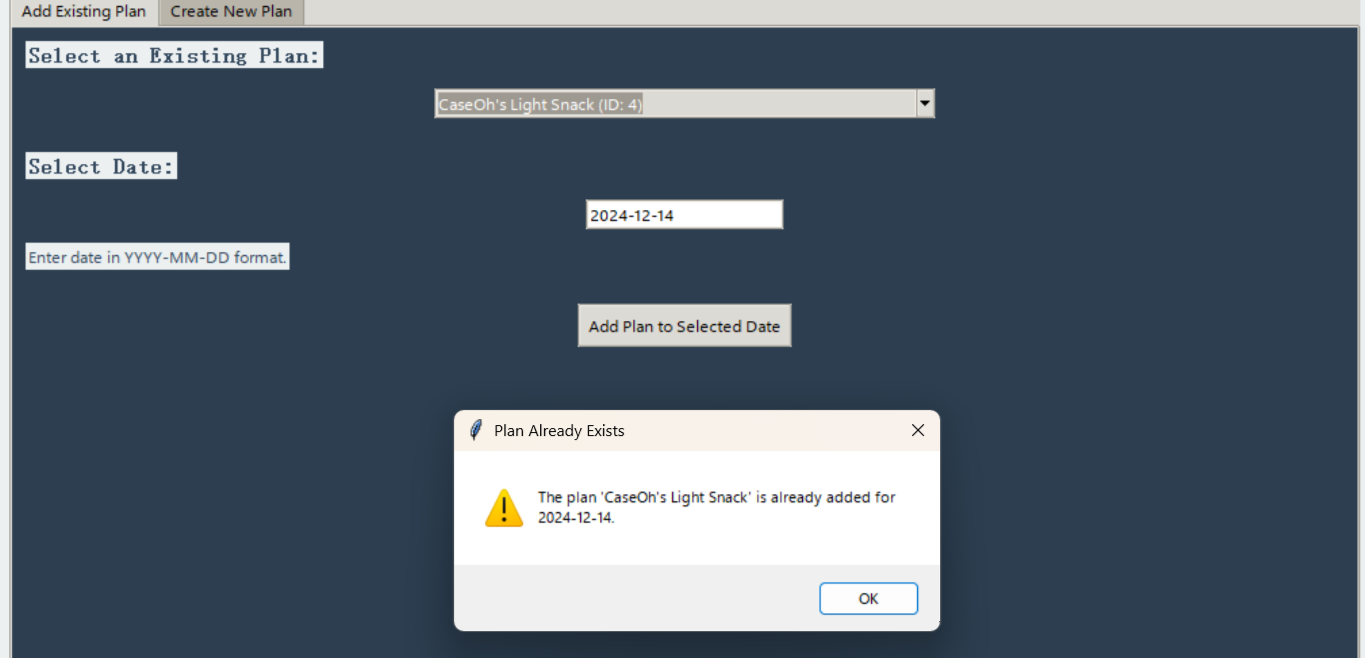 Add Existing Plan
Create New Plan
Select an Existing Plan:
CaseOh's Light Snack (ID: 4)
Select Date:
2024-12-14
Enter date in YYYY-MM-DD format.
Add Plan to Selected Date
Plan Already Exists
The plan 'CaseOh's Light Snack' is already added for
2024-12-14.
OK